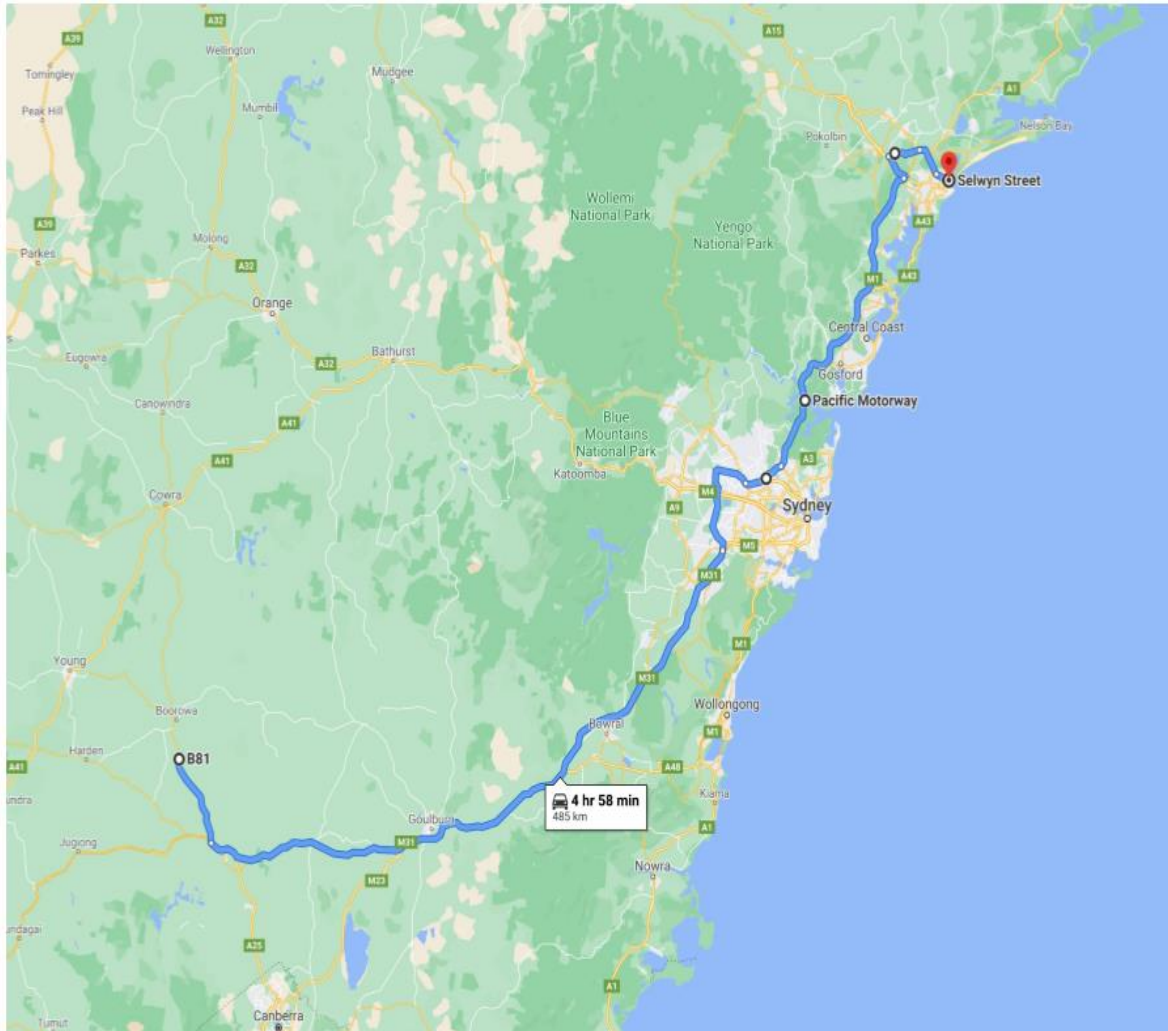 A39
A32
A15
Wellington
Tomingley
Mudgee
A1
Peak Hill
Mumbil
Nelson Bay
Pokolbin
Selwyn Street
Wollemi
National Park
A39
A43
Yengo
National Park
Molong
Parkes
A32
M1
A43
Orange
Central Coast
Bathurst
Eugowra
A32
Gosford
Canowindra
Pacific Motorway
A41
Blue
Mountains
National Park
A41
A3
Katoomba
M4
Cowra
A9
Sydney
M5
M31
M1
Young
M31
Wollongong
Boorowa
Bowral
M1
Harden
B81
A41
A48
4 hr 58 min
485 km
Kiama
undra
Goulburn
A1
Jugiong
M31
Nowra
M23
undagai
A25
A1
Canberra
Tumut